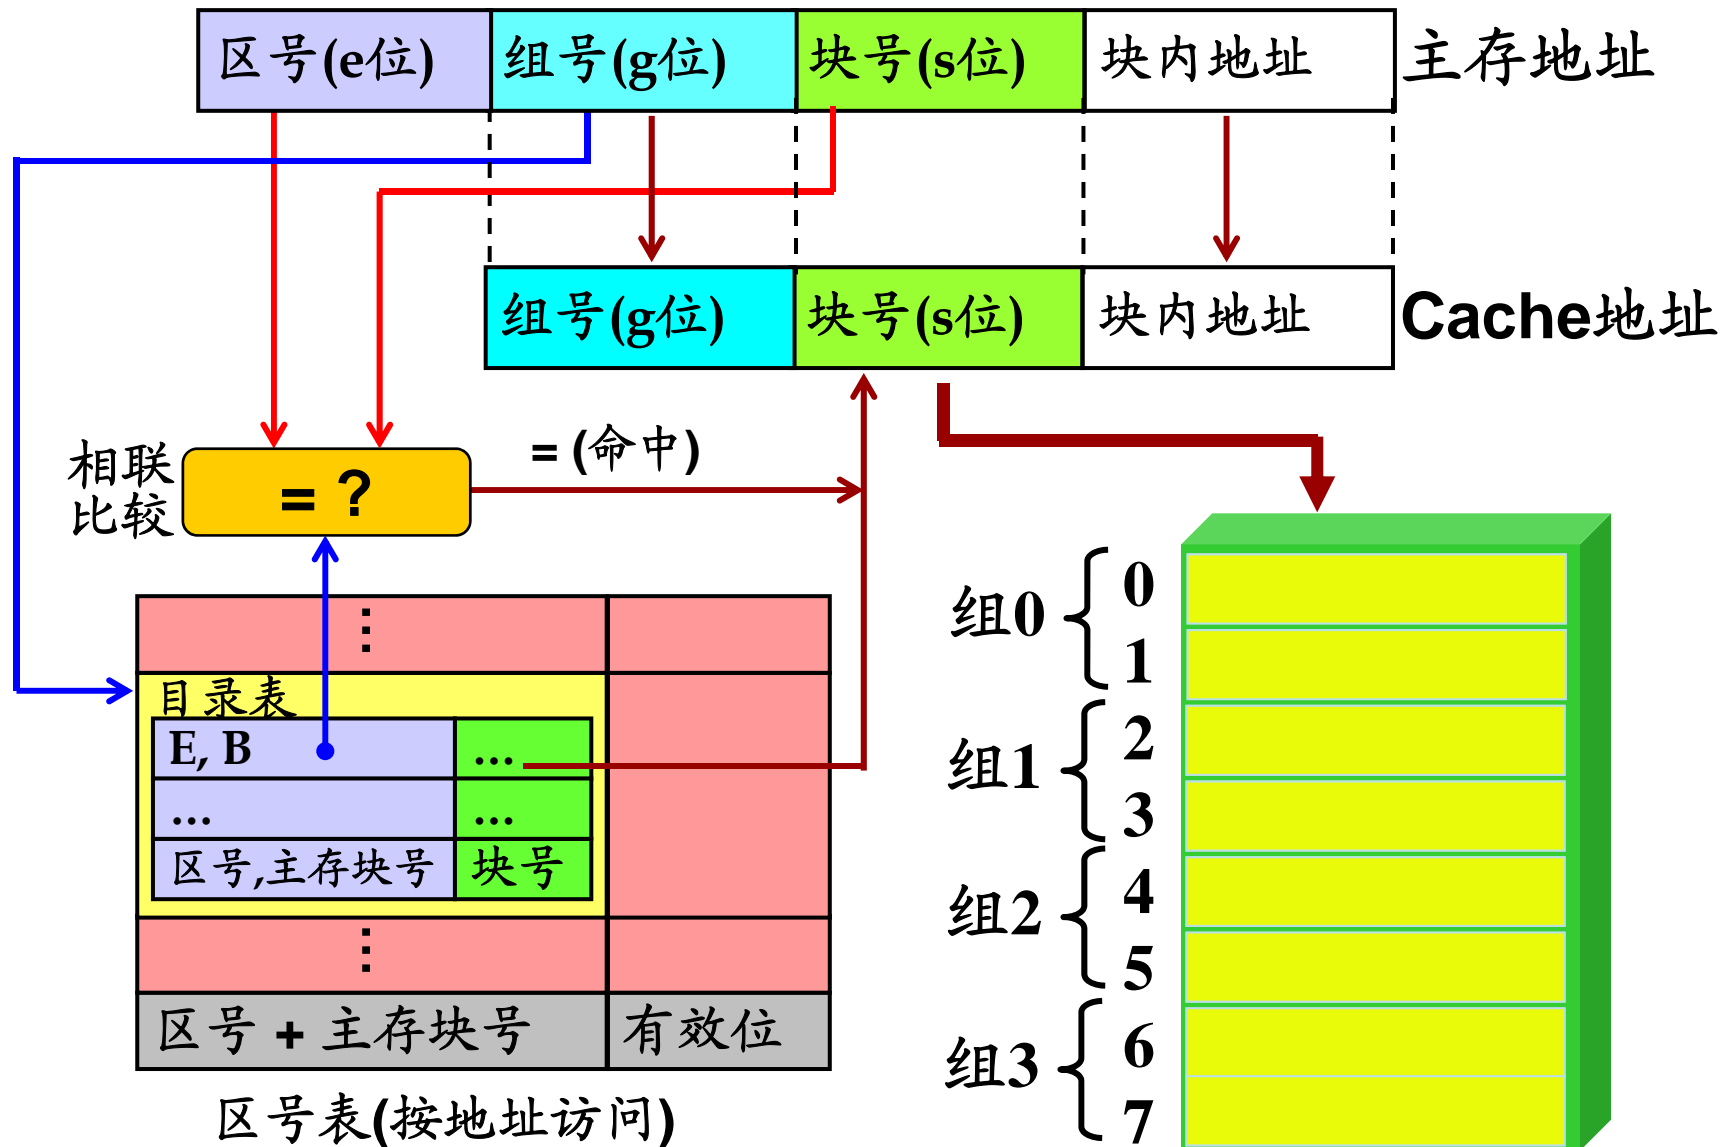 区号(e位) 组号(g位) 块号(s位) 块内地址 主存地址
组号(g位) 块号(s位) 块内地址 Cache地址
相联
比较
= ?
= (命中)
⋮
目录表
E, B ...
... ...
区号,主存块号 块号
⋮
区号 + 主存块号 有效位
区号表(按地址访问)
组0
0
1
组1
2
3
组2
4
5
组3
6
7